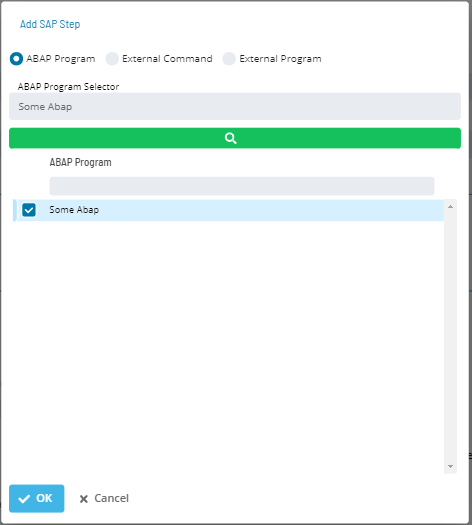 Add SAP Step
ABAP Program External Command External Program
ABAP Program Selector
Some Abap
ABAP Program
Some Abap
OK Cancel